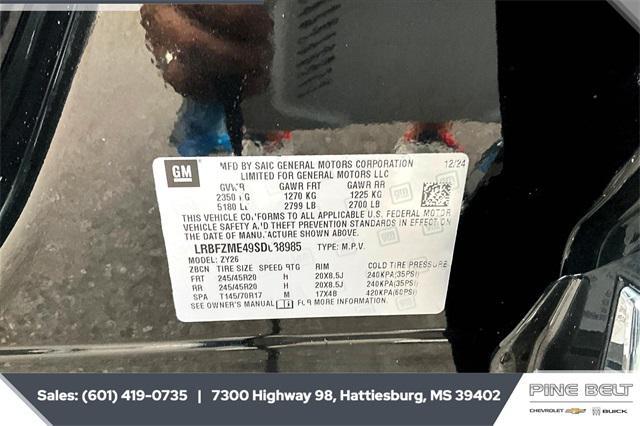 GM
MFD BY SAIC GENERAL MOTORS CORPORATION 12/24
LIMITED FOR GENERAL MOTORS LLC
GVWR GAWR FRT GAWR RR
2350 KG 1270 KG 1225 KG
5180 LB 2799 LB 2700 LB
THIS VEHICLE CONFORMS TO ALL APPLICABLE U.S. FEDERAL MOTOR
VEHICLE SAFETY AND THEFT PREVENTION STANDARDS IN EFFECT ON
THE DATE OF MANUFACTURE SHOWN ABOVE.
TYPE: M.P.V.
MODEL: ZY26
ZBCN TIRE SIZE SPEED RTG RIM COLD TIRE PRESSURE
FRT 245/45R20 H 20X8.5J 240KPA(35PSI)
RR 245/45R20 H 20X8.5J 240KPA(35PSI)
SPA T145/70R17 M 17X4B 420KPA(60PSI)
SEE OWNER'S MANUAL FOR MORE INFORMATION.
Sales: (601) 419-0735 | 7300 Highway 98, Hattiesburg, MS 39402
PINE BELT
CHEVROLET BUICK